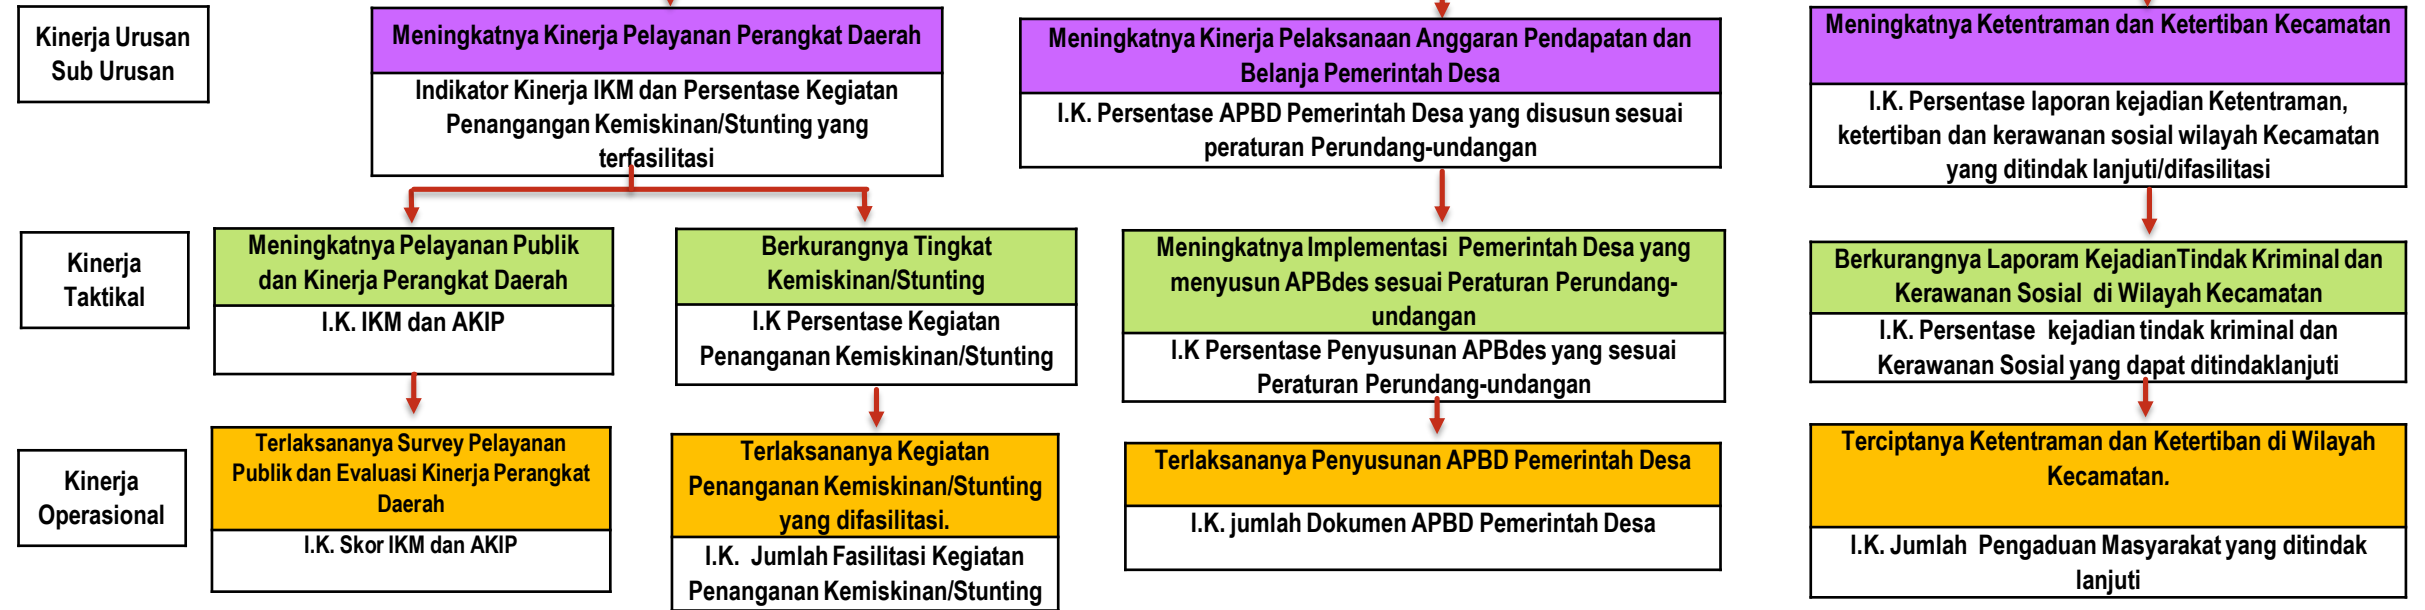 Kinerja Urusan
Sub Urusan
Meningkatnya Kinerja Pelayanan Perangkat Daerah
Indikator Kinerja IKM dan Persentase Kegiatan
Penangangan Kemiskinan/Stunting yang
terfasilitasi
Meningkatnya Kinerja Pelaksanaan Anggaran Pendapatan dan
Belanja Pemerintah Desa
I.K. Persentase APBD Pemerintah Desa yang disusun sesuai
peraturan Perundang-undangan
Meningkatnya Ketentraman dan Ketertiban Kecamatan
I.K. Persentase laporan kejadian Ketentraman,
ketertiban dan kerawanan sosial wilayah Kecamatan
yang ditindak lanjuti/difasilitasi
Kinerja
Taktikal
Meningkatnya Pelayanan Publik
dan Kinerja Perangkat Daerah
I.K. IKM dan AKIP
Berkurangnya Tingkat
Kemiskinan/Stunting
I.K Persentase Kegiatan
Penanganan Kemiskinan/Stunting
Meningkatnya Implementasi Pemerintah Desa yang
menyusun APBdes sesuai Peraturan Perundang-
undangan
I.K Persentase Penyusunan APBdes yang sesuai
Peraturan Perundang-undangan
Berkurangnya Laporam KejadianTindak Kriminal dan
Kerawanan Sosial di Wilayah Kecamatan
I.K. Persentase kejadian tindak kriminal dan
Kerawanan Sosial yang dapat ditindaklanjuti
Kinerja
Operasional
Terlaksananya Survey Pelayanan
Publik dan Evaluasi Kinerja Perangkat
Daerah
I.K. Skor IKM dan AKIP
Terlaksananya Kegiatan
Penanganan Kemiskinan/Stunting
yang difasilitasi.
I.K. Jumlah Fasilitasi Kegiatan
Penanganan Kemiskinan/Stunting
Terlaksananya Penyusunan APBD Pemerintah Desa
I.K. jumlah Dokumen APBD Pemerintah Desa
Terciptanya Ketentraman dan Ketertiban di Wilayah
Kecamatan.
I.K. Jumlah Pengaduan Masyarakat yang ditindak
lanjuti